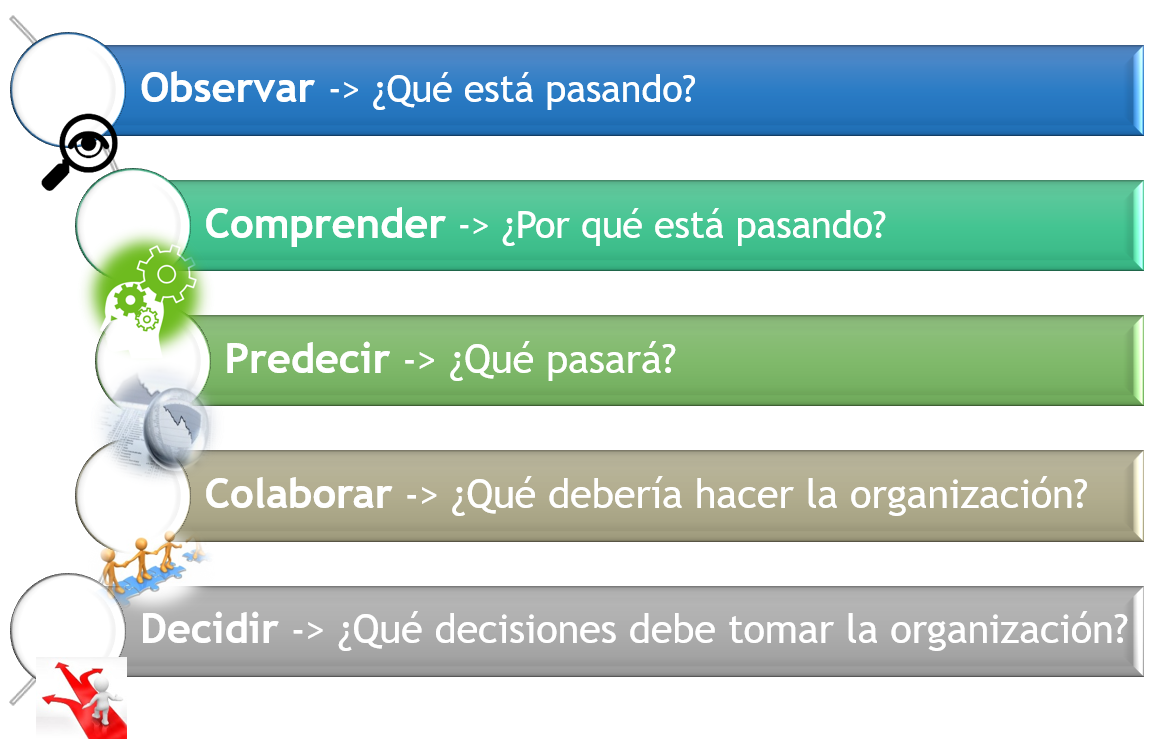 Observar -> ¿Qué está pasando?
Comprender -> ¿Por qué está pasando?
Predecir -> ¿Qué pasará?
Colaborar -> ¿Qué debería hacer la organización?
Decidir -> ¿Qué decisiones debe tomar la organización?